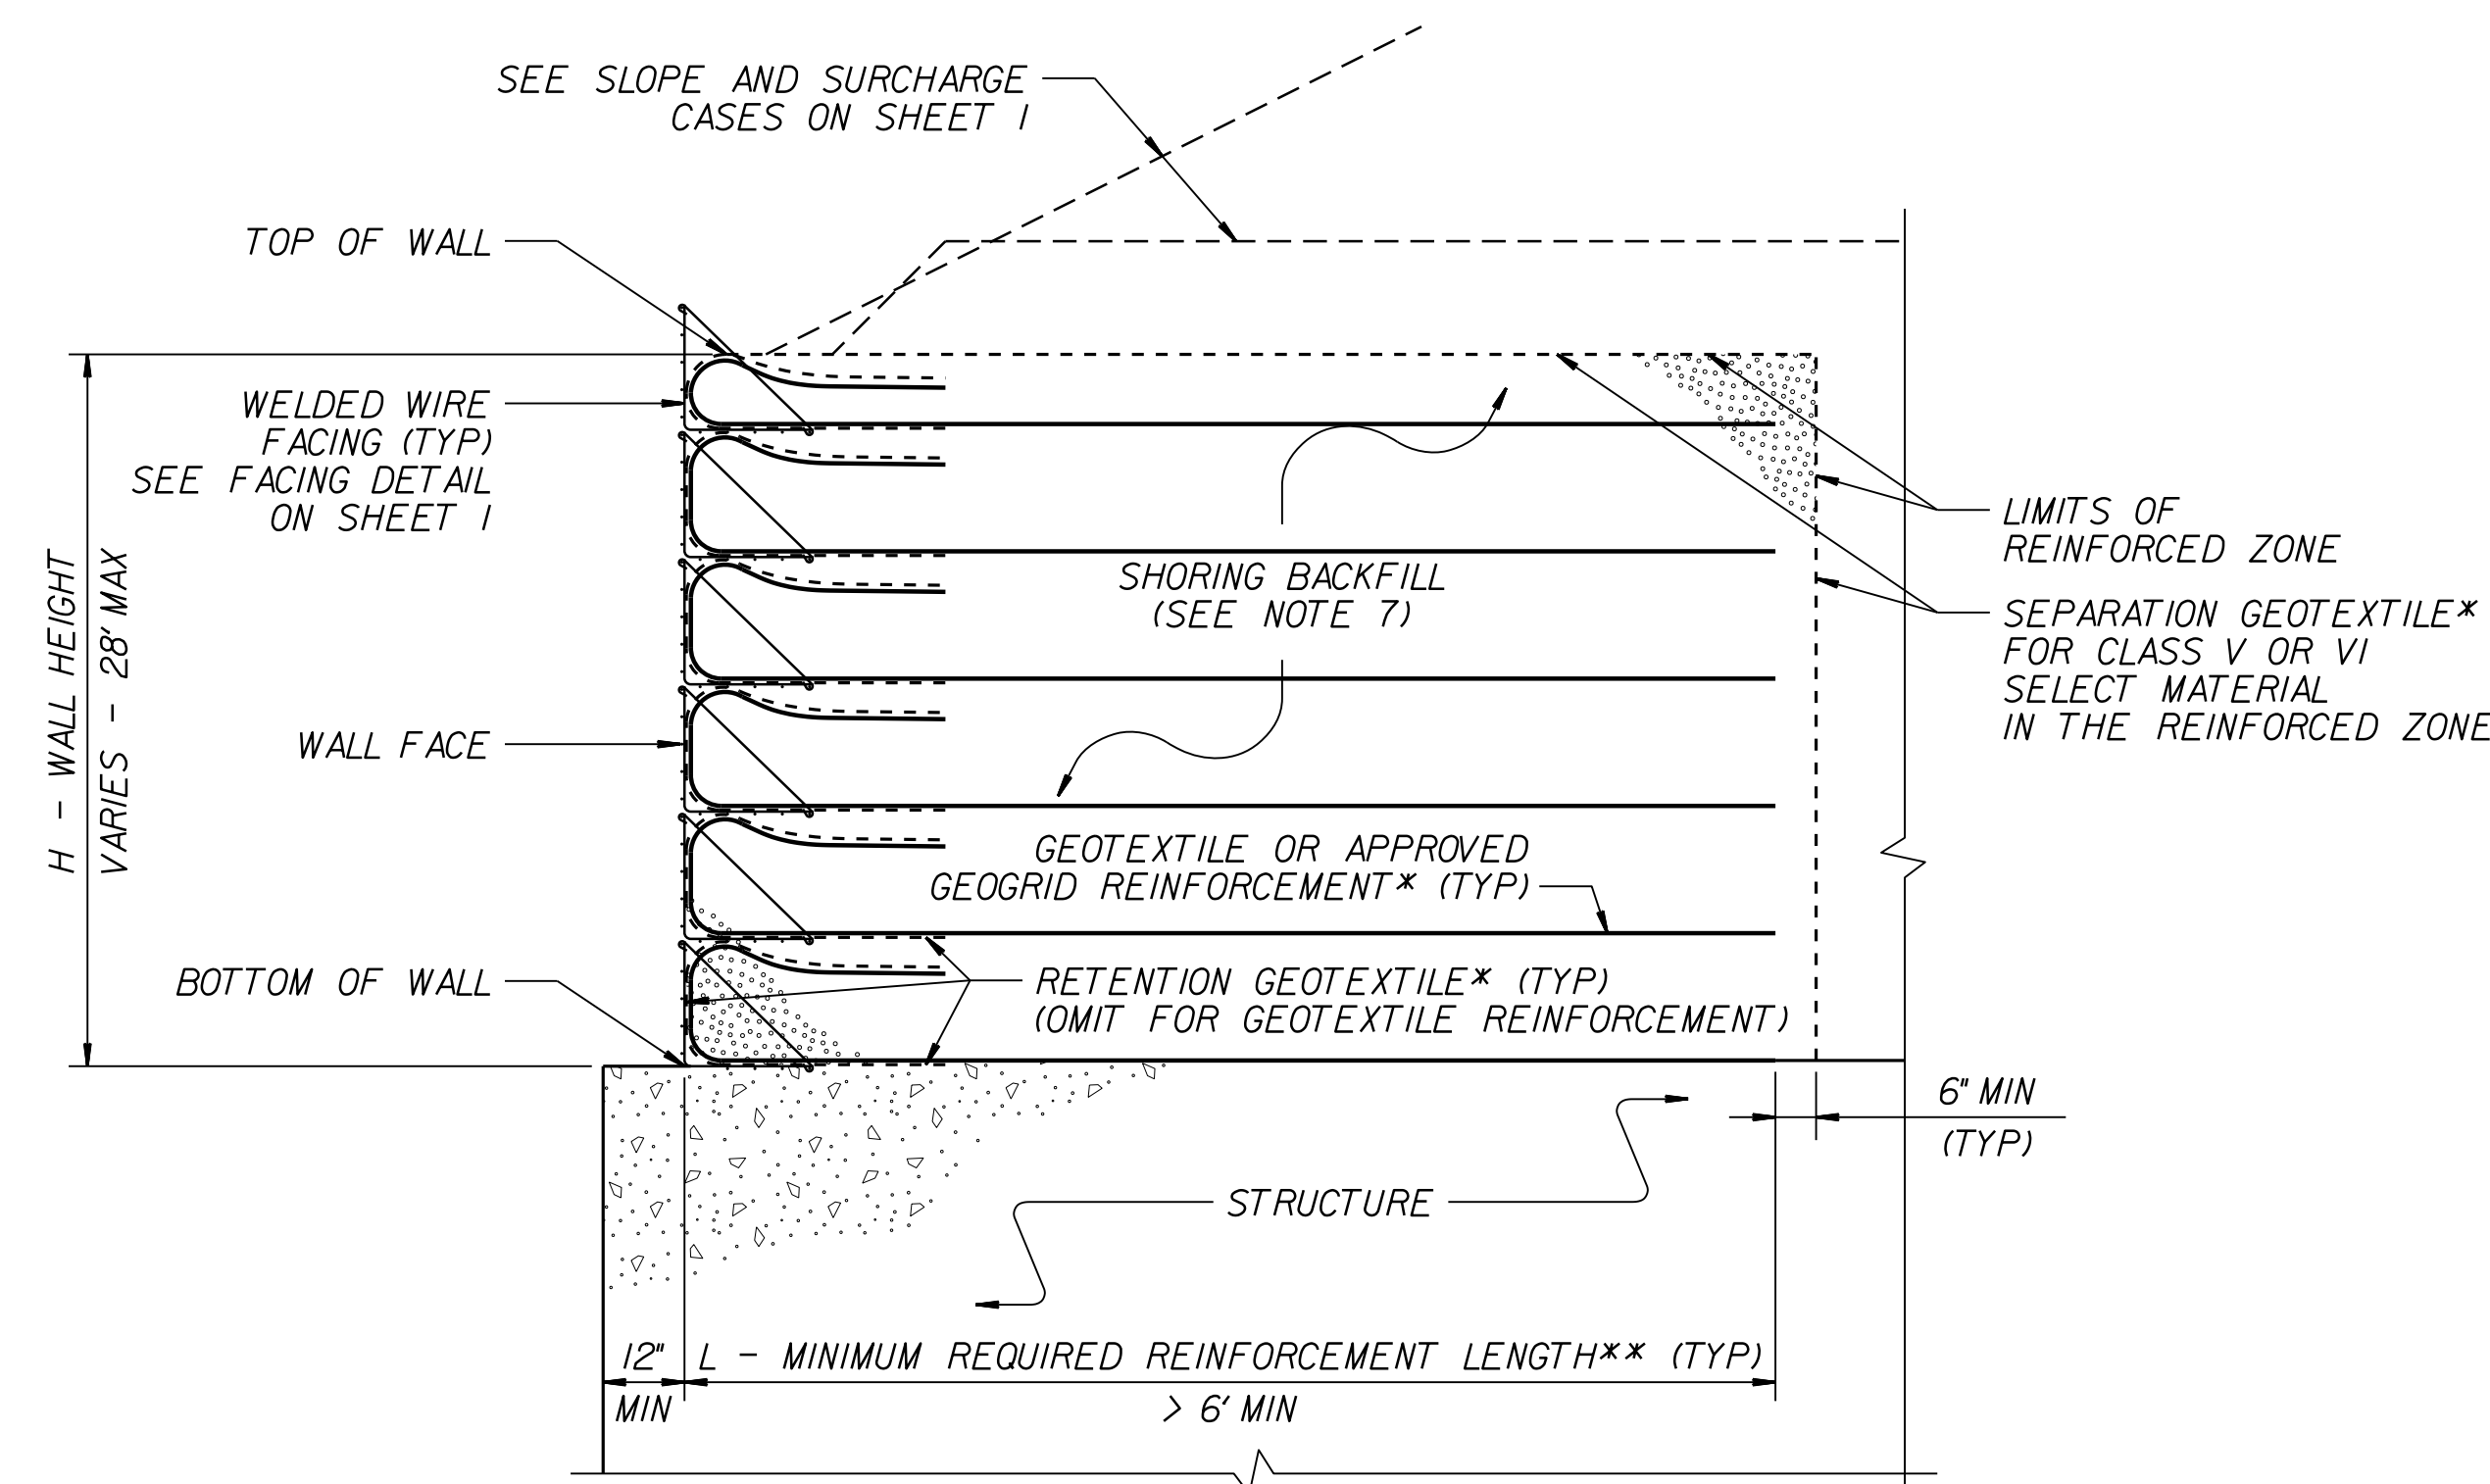 SEE SLOPE AND SURCHARGE
CASES ON SHEET 1
TOP OF WALL
WELDED WIRE
FACING (TYP)
SEE FACING DETAIL
ON SHEET 1
H - WALL HEIGHT
VARIES - 28' MAX
LIMITS OF
REINFORCED ZONE
SHORING BACKFILL
(SEE NOTE 7)
SEPARATION GEOTEXTILE*
FOR CLASS V OR VI
SELECT MATERIAL
IN THE REINFORCED ZONE
WALL FACE
GEOTEXTILE OR APPROVED
GEOGRID REINFORCEMENT* (TYP)
BOTTOM OF WALL
RETENTION GEOTEXTILE* (TYP)
(OMIT FOR GEOTEXTILE REINFORCEMENT)
6" MIN
(TYP)
STRUCTURE
12"
MIN
L - MINIMUM REQUIRED REINFORCEMENT LENGTH** (TYP)
> 6' MIN